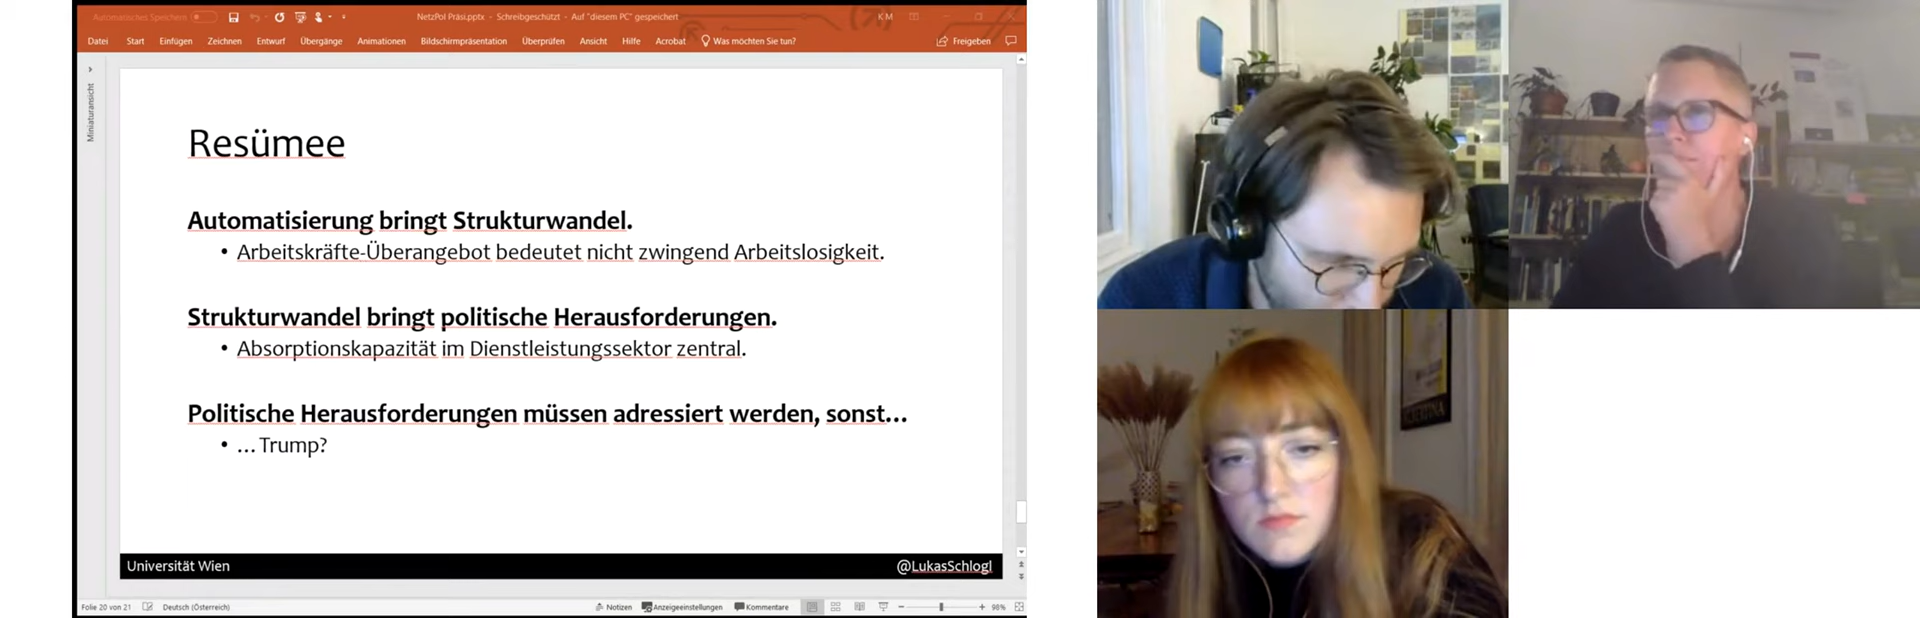 Automatisches Speichern
NetzPol Präsi.pptx - Schreibgeschützt - Auf "diesem PC" gespeichert
K M
Datei Start Einfügen Zeichnen Entwurf Übergänge Animationen Bildschirmpräsentation Überprüfen Ansicht Hilfe Acrobat Was möchten Sie tun? Freigeben
Miniaturansicht
Resümee
Automatisierung bringt Strukturwandel.
• Arbeitskräfte-Überangebot bedeutet nicht zwingend Arbeitslosigkeit.
Strukturwandel bringt politische Herausforderungen.
• Absorptionskapazität im Dienstleistungssektor zentral.
Politische Herausforderungen müssen adressiert werden, sonst...
• ... Trump?
Universität Wien @LukasSchlogl
Folie 20 von 21 Deutsch (Österreich) Notizen Anzeigeeinstellungen Kommentare 98%